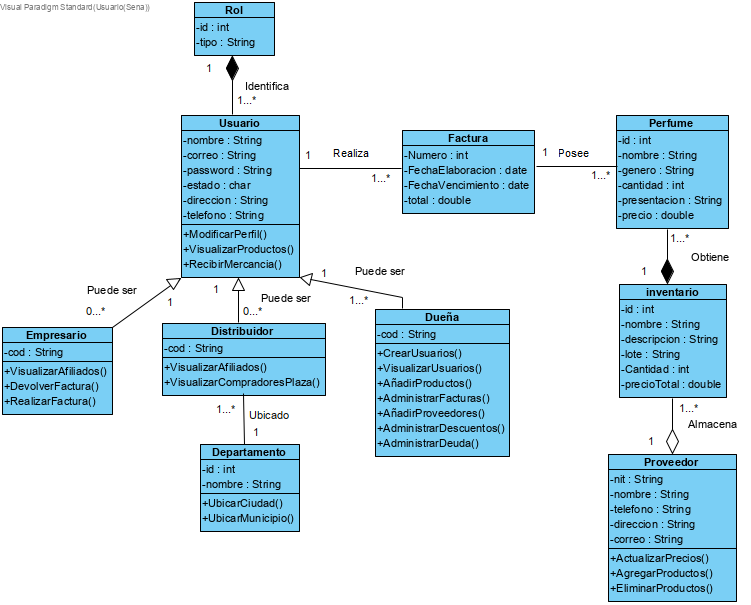 Visual Paradigm Standard(Usuario(Sena))
Rol
-id : int
-tipo : String
1
Identifica
1...*
Usuario
-nombre : String
-correo : String
-password : String
-estado : char
-direccion : String
-telefono : String
+ModificarPerfil()
+VisualizarProductos()
+RecibirMercancia()
1
Realiza
1...*
Factura
-Numero : int
-FechaElaboracion : date
-FechaVencimiento : date
-total : double
1
Posee
1...*
Perfume
-id : int
-nombre : String
-genero : String
-cantidad : int
-presentacion : String
-precio : double
1...*
Obtiene
1
inventario
-id : int
-nombre : String
-descripcion : String
-lote : String
-Cantidad : int
-precioTotal : double
1...*
Almacena
1
Proveedor
-nit : String
-nombre : String
-telefono : String
-direccion : String
-correo : String
+ActualizarPrecios()
+AgregarProductos()
+EliminarProductos()
Puede ser
1
0...*
Empresario
-cod : String
+VisualizarAfiliados()
+DevolverFactura()
+RealizarFactura()
1
Puede ser
0...*
Distribuidor
-cod : String
+VisualizarAfiliados()
+VisualizarCompradoresPlaza()
1...*
Ubicado
1
Departamento
-id : int
-nombre : String
+UbicarCiudad()
+UbicarMunicipio()
1
Puede ser
1...*
Dueña
-cod : String
+CrearUsuarios()
+VisualizarUsuarios()
+AñadirProductos()
+AdministrarFacturas()
+AñadirProveedores()
+AdministrarDescuentos()
+AdministrarDeuda()